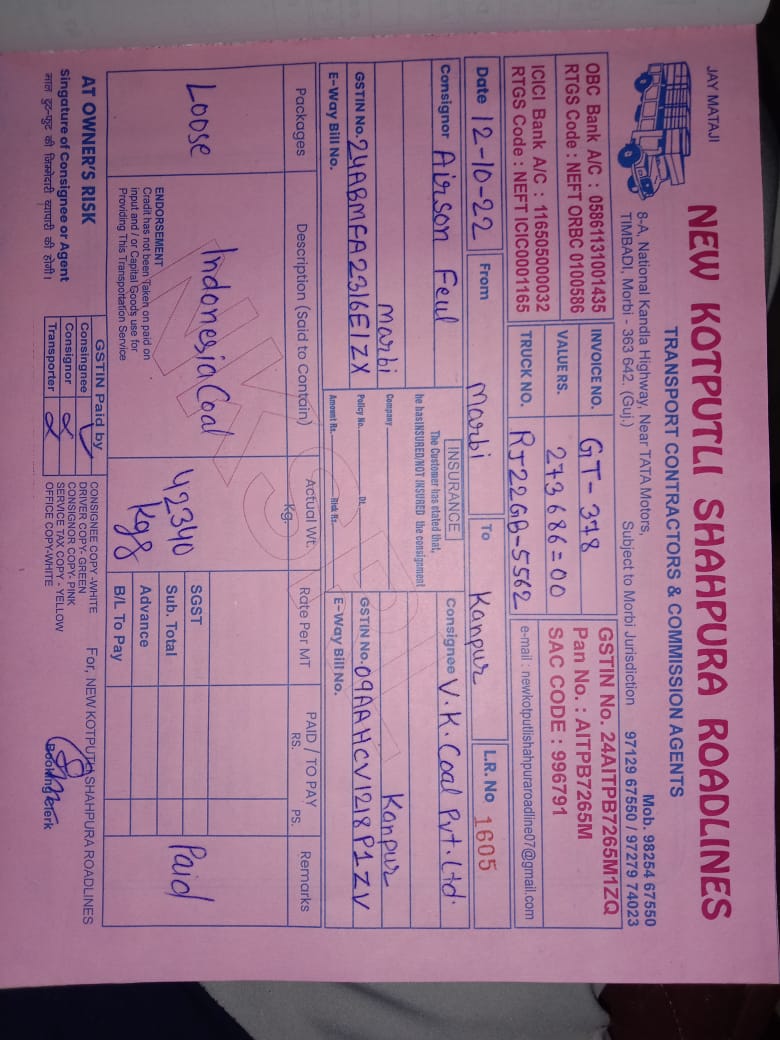 JAY MATAJI
NEW KOTPUTLI SHAHPURA ROADLINES
TRANSPORT CONTRACTORS & COMMISSION AGENTS
Mob. 98254 67550
8-A, National Kandla Highway, Near TATA Motors,
97129 67550 / 97279 74023
TIMBADI, Morbi - 363 642. (Guj.)
Subject to Morbi Jurisdiction
OBC Bank A/C : 05861131001435
RTGS Code : NEFT ORBC 0100586
ICICI Bank A/C : 116505000032
RTGS Code : NEFT ICIC0001165
INVOICE NO. GT-378
VALUE RS. 273686=00
TRUCK NO. RJ22GB-5562
GSTIN No. 24AITPB7265M1ZQ
Pan No. : AITPB7265M
SAC CODE : 996791
e-mail : newkotputlishahpuraroadline07@gmail.com
Date 12-10-22 From Morbi To Kanpur L.R. No 1605
Consignor Airson Feul
Morbi
GSTIN No. 24ABMFA2316E1ZX
E-Way Bill No.
INSURANCE
The Customer has stated that,
he has INSURED/NOT INSURED the consignment
Company
Policy No. Dt.
Amount Rs. Risk Rs.
Consignee V.K. Coal Pvt. Ltd.
Kanpur
GSTIN No. 09AAHCV1218P1ZV
E-Way Bill No.
Packages Description (Said to Contain) Actual Wt. Kg. Rate Per MT PAID / TO PAY RS. PS. Remarks
Loose Indonesia Coal 42340 Kgs Paid
NKSRL
SGST
Sub. Total
Advance
B/L To Pay
ENDORSEMENT
Cradit has not been Taken on paid on
input and / or Capital Goods use for
Providing This Transportation Service
AT OWNER'S RISK
Singature of Consignee or Agent
माल टूट-फूट की जिम्मेदारी व्यापारी की होगी।
GSTIN Paid by
Consingnee ✓
Consignor
Transporter
CONSIGNEE COPY -WHITE
DRIVER COPY- GREEN
CONSIGNOR COPY- PINK
SERVICE TAX COPY - YELLOW
OFFICE COPY-WHITE
For, NEW KOTPUTLI SHAHPURA ROADLINES
Booking Clerk